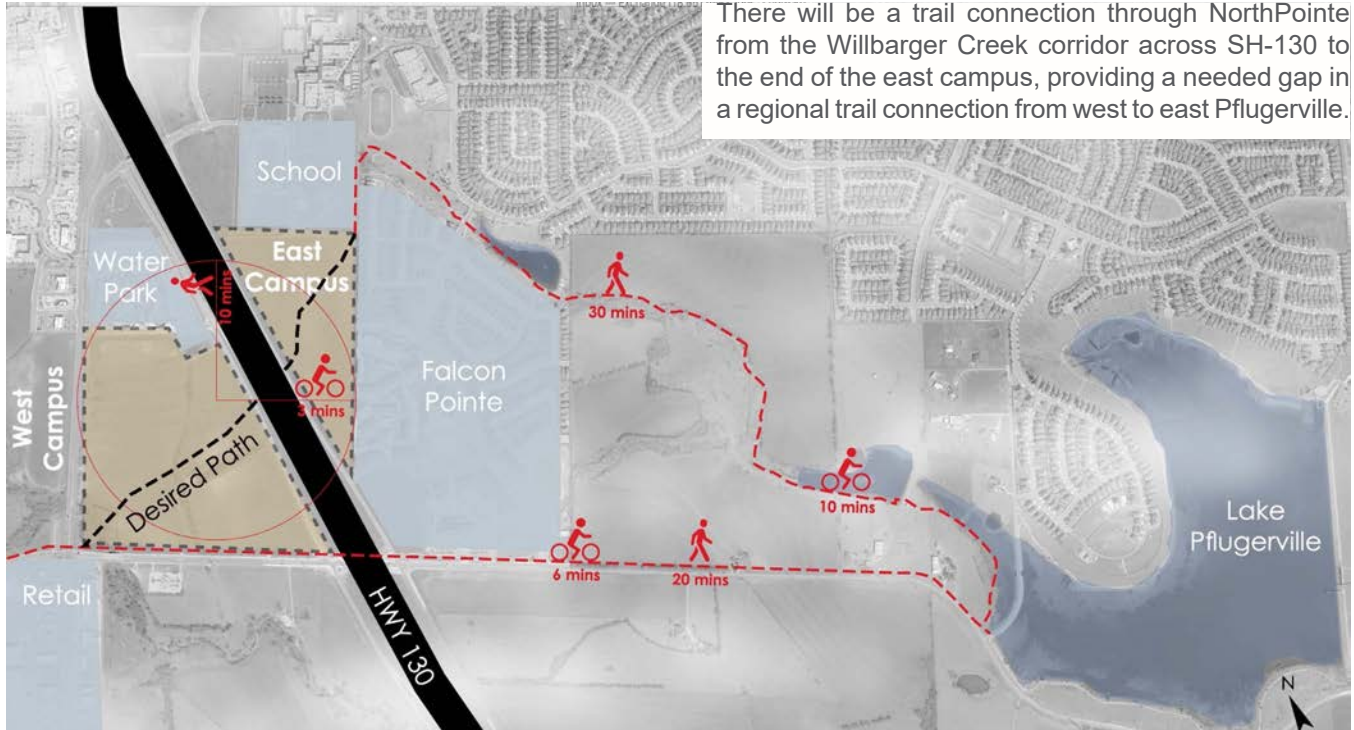 There will be a trail connection through NorthPointe
from the Willbarger Creek corridor across SH-130 to
the end of the east campus, providing a needed gap in
a regional trail connection from west to east Pflugerville.
School
East
Campus
Water
Park
10 mins
30 mins
3 mins
Falcon
Pointe
West
Campus
Desired Path
10 mins
Lake
Pflugerville
6 mins
20 mins
Retail
HWY 130
N